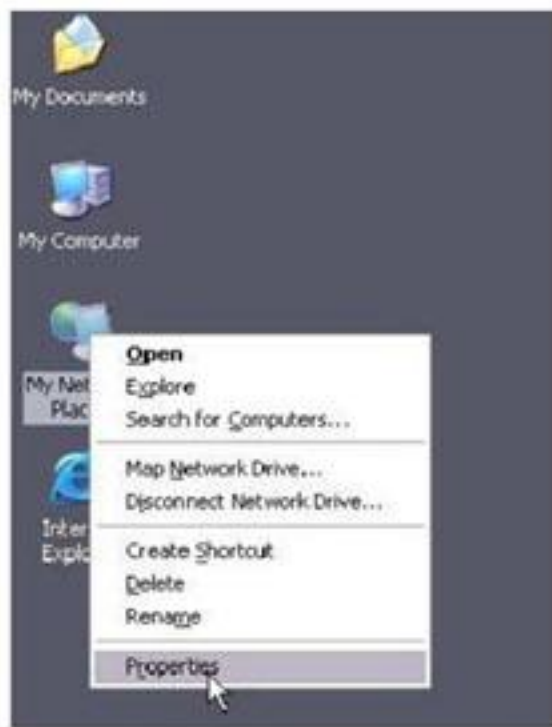 My Documents
My Computer
My Net
Plac
Open
Explore
Search for Computers...
Map Network Drive...
Disconnect Network Drive...
Create Shortcut
Delete
Rename
Properties
Inter
Explo